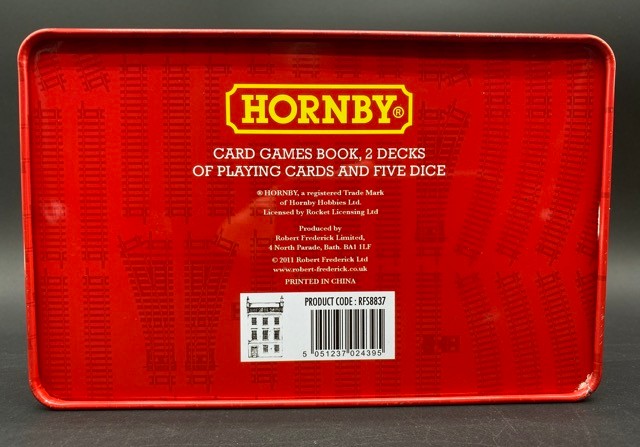 HORNBY®
CARD GAMES BOOK, 2 DECKS
OF PLAYING CARDS AND FIVE DICE
® HORNBY, a registered Trade Mark
of Hornby Hobbies Ltd.
Licensed by Rocket Licensing Ltd
Produced by
Robert Frederick Limited,
4 North Parade, Bath. BA1 1LF
© 2011 Robert Frederick Ltd
www.robert-frederick.co.uk
PRINTED IN CHINA
PRODUCT CODE : RFS8837
5 051237 024395